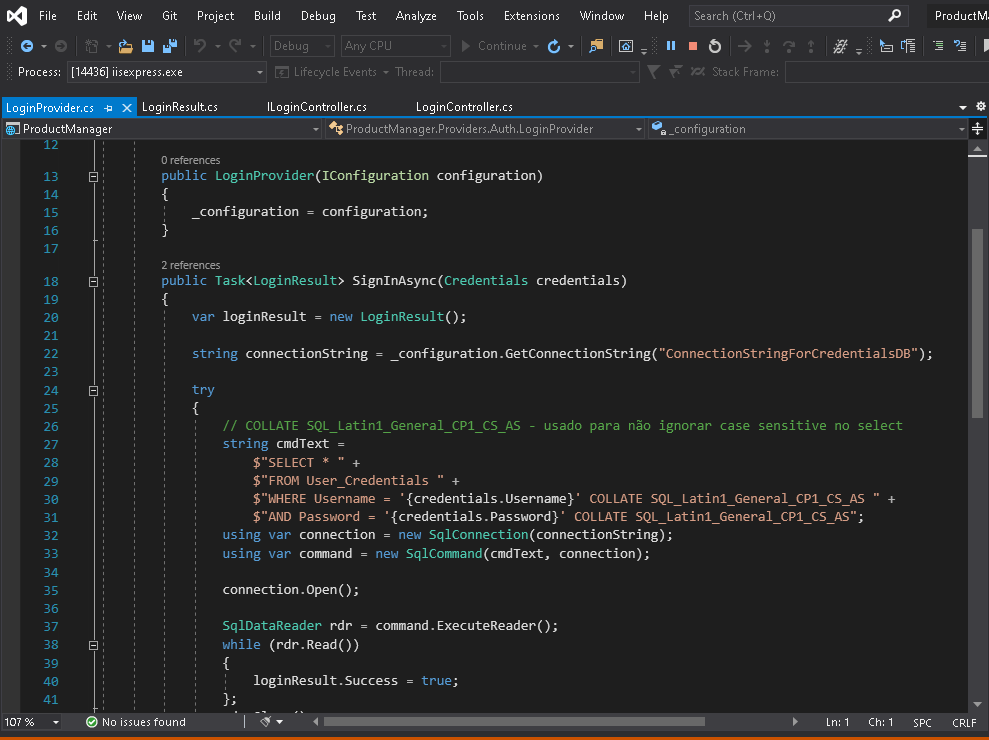 File Edit View Git Project Build Debug Test Analyze Tools Extensions Window Help Search (Ctrl+Q) ProductM
Debug Any CPU Continue
Process: [14436] iisexpress.exe Lifecycle Events Thread: Stack Frame:
LoginProvider.cs LoginResult.cs ILoginController.cs LoginController.cs
ProductManager ProductManager.Providers.Auth.LoginProvider _configuration
12
0 references
13 public LoginProvider(IConfiguration configuration)
14 {
15 _configuration = configuration;
16 }
17
2 references
18 public Task<LoginResult> SignInAsync(Credentials credentials)
19 {
20 var loginResult = new LoginResult();
21
22 string connectionString = _configuration.GetConnectionString("ConnectionStringForCredentialsDB");
23
24 try
25 {
26 // COLLATE SQL_Latin1_General_CP1_CS_AS - usado para não ignorar case sensitive no select
27 string cmdText =
28 $"SELECT * " +
29 $"FROM User_Credentials " +
30 $"WHERE Username = '{credentials.Username}' COLLATE SQL_Latin1_General_CP1_CS_AS " +
31 $"AND Password = '{credentials.Password}' COLLATE SQL_Latin1_General_CP1_CS_AS";
32 using var connection = new SqlConnection(connectionString);
33 using var command = new SqlCommand(cmdText, connection);
34
35 connection.Open();
36
37 SqlDataReader rdr = command.ExecuteReader();
38 while (rdr.Read())
39 {
40 loginResult.Success = true;
41 };
107 % No issues found Ln: 1 Ch: 1 SPC CRLF